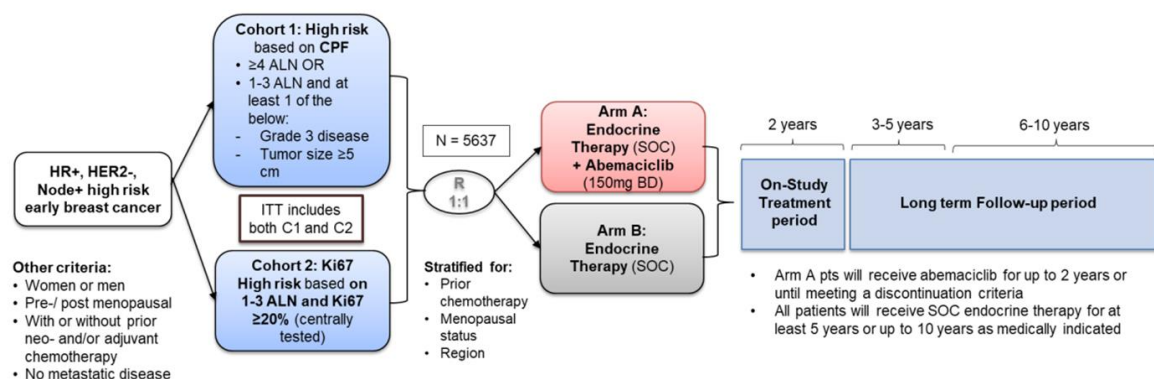 HR+, HER2-,
Node+ high risk
early breast cancer
Other criteria:
• Women or men
• Pre-/ post menopausal
• With or without prior
neo- and/or adjuvant
chemotherapy
• No metastatic disease
Cohort 1: High risk
based on CPF
• ≥4 ALN OR
• 1-3 ALN and at
least 1 of the
below:
- Grade 3 disease
- Tumor size ≥5
cm
ITT includes
both C1 and C2
Cohort 2: Ki67
High risk based on
1-3 ALN and Ki67
≥20% (centrally
tested)
N = 5637
R
1:1
Stratified for:
• Prior
chemotherapy
• Menopausal
status
• Region
Arm A:
Endocrine
Therapy (SOC)
+ Abemaciclib
(150mg BD)
Arm B:
Endocrine
Therapy (SOC)
2 years
3-5 years
6-10 years
On-Study
Treatment
period
Long term Follow-up period
• Arm A pts will receive abemaciclib for up to 2 years or
until meeting a discontinuation criteria
• All patients will receive SOC endocrine therapy for at
least 5 years or up to 10 years as medically indicated